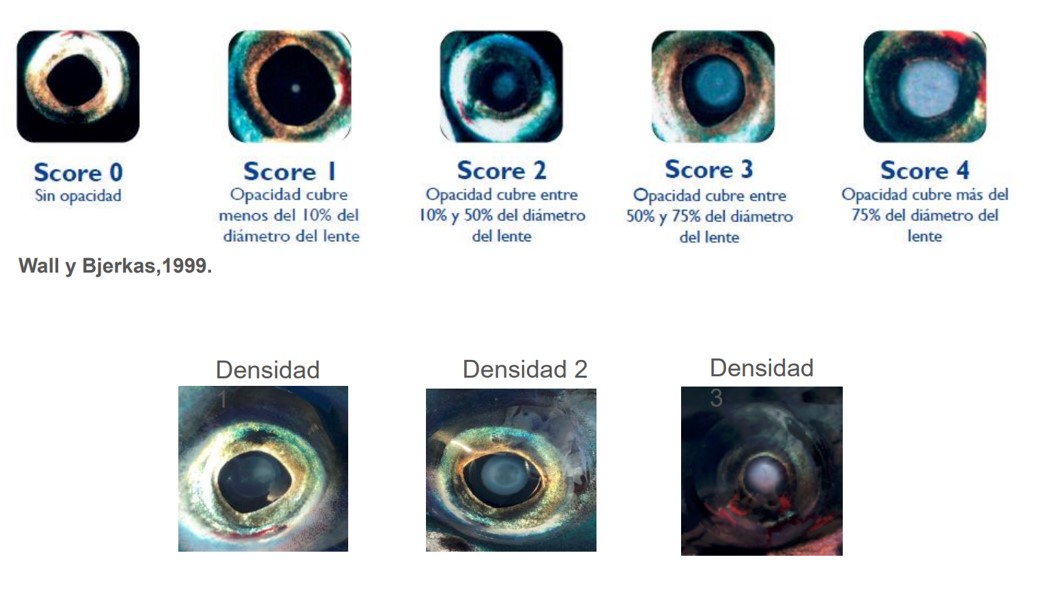 Score 0
Sin opacidad
Score 1
Opacidad cubre
menos del 10% del
diámetro del lente
Score 2
Opacidad cubre entre
10% y 50% del diámetro
del lente
Score 3
Opacidad cubre entre
50% y 75% del diámetro
del lente
Score 4
Opacidad cubre más del
75% del diámetro del
lente
Wall y Bjerkas,1999.
Densidad
1
Densidad 2
Densidad
3